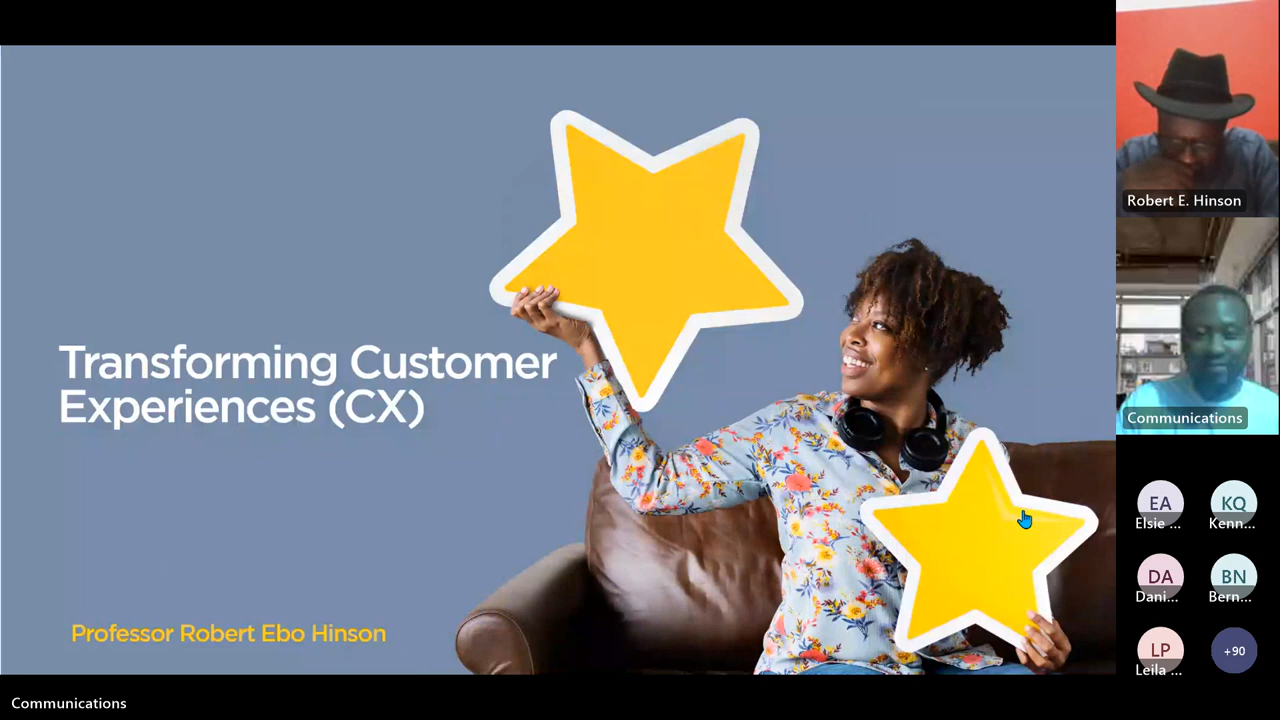 Transforming Customer
Experiences (CX)
Professor Robert Ebo Hinson
Robert E. Hinson
Communications
EA
KQ
Elsie ...
Kenn...
DA
BN
Dani...
Bern...
LP
+90
Leila ...
Communications